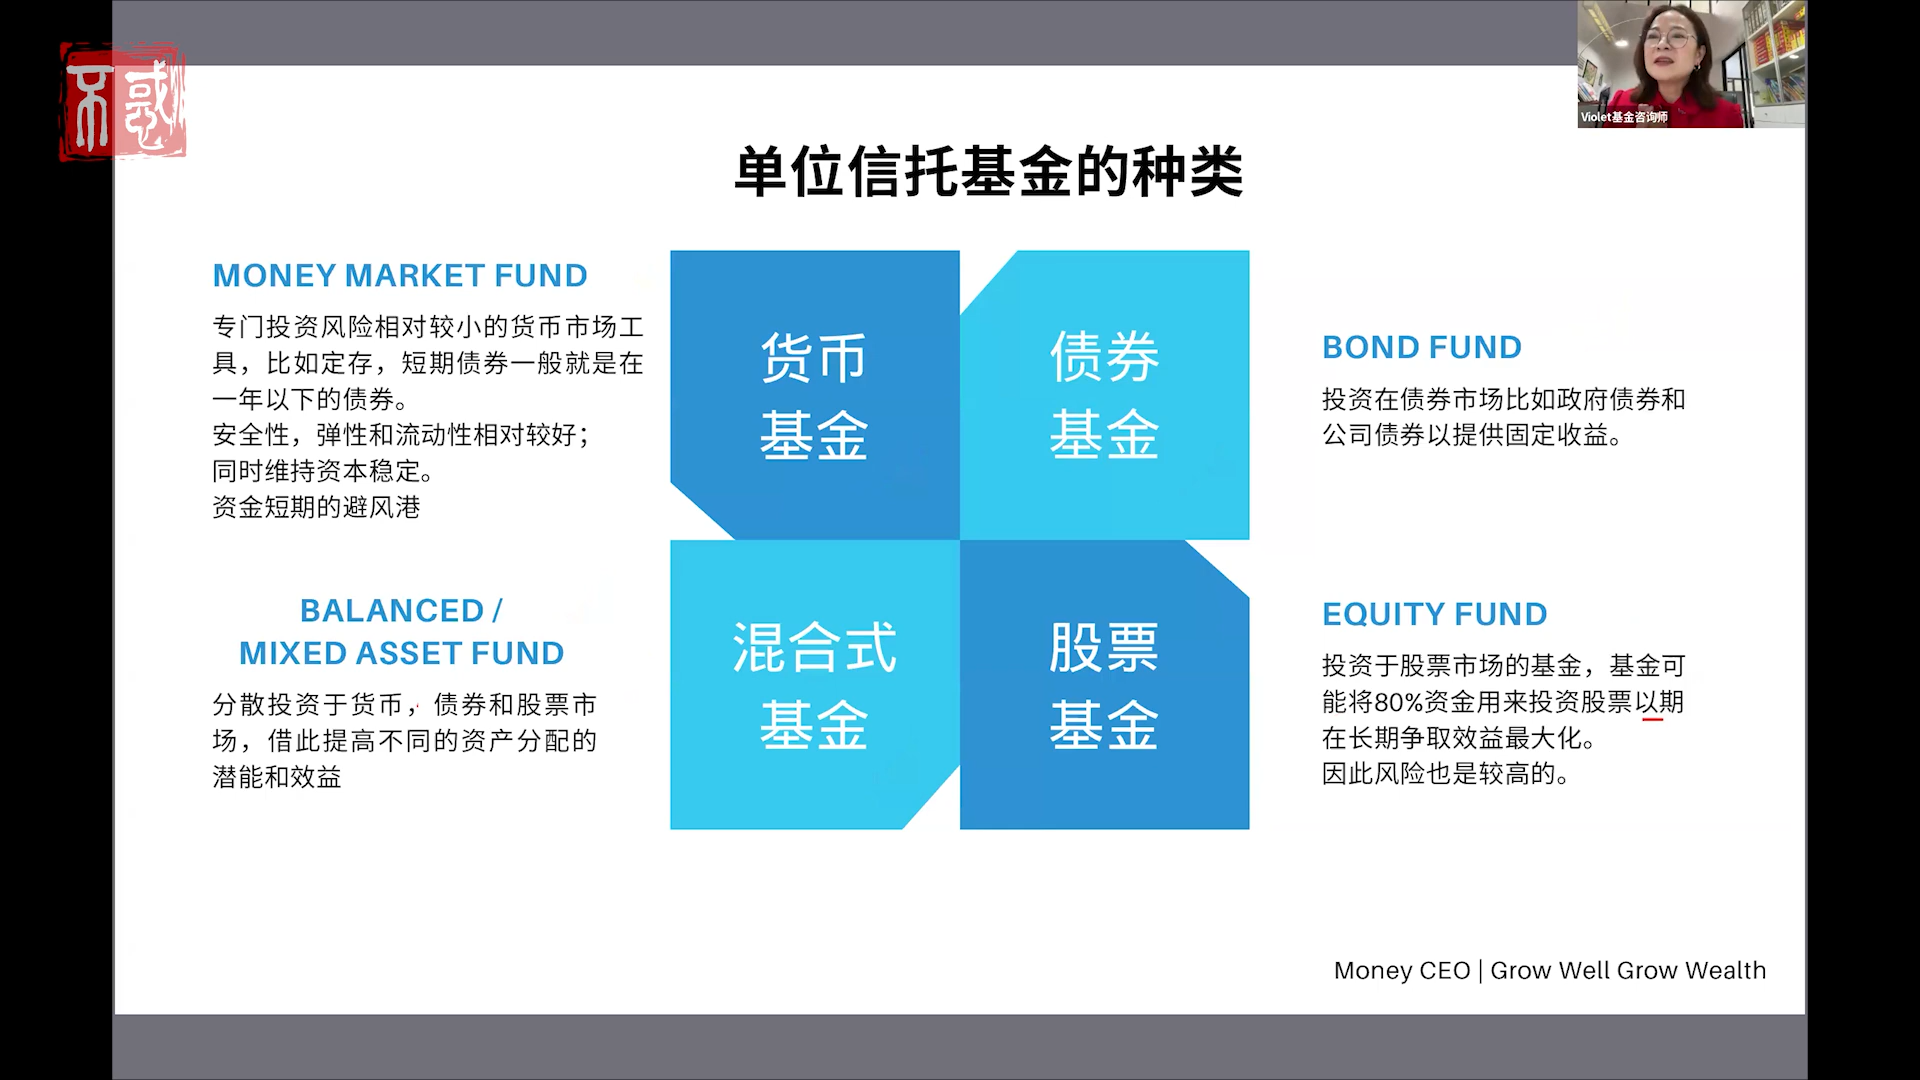 不惑
Violet基金咨询师
单位信托基金的种类
MONEY MARKET FUND
专门投资风险相对较小的货币市场工
具，比如定存，短期债券一般就是在
一年以下的债券。
安全性，弹性和流动性相对较好；
同时维持资本稳定。
资金短期的避风港
货币
基金
债券
基金
BOND FUND
投资在债券市场比如政府债券和
公司债券以提供固定收益。
BALANCED /
MIXED ASSET FUND
分散投资于货币，债券和股票市
场，借此提高不同的资产分配的
潜能和效益
混合式
基金
股票
基金
EQUITY FUND
投资于股票市场的基金，基金可
能将80%资金用来投资股票以期
在长期争取效益最大化。
因此风险也是较高的。
Money CEO | Grow Well Grow Wealth